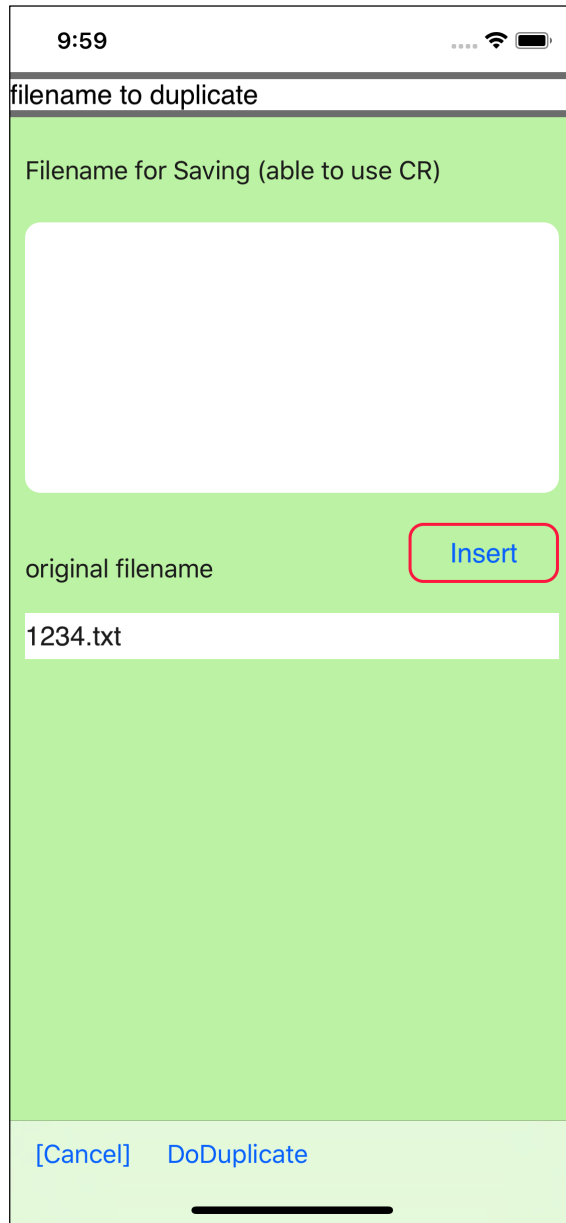 9:59
filename to duplicate
Filename for Saving (able to use CR)
Insert
original filename
1234.txt
[Cancel] DoDuplicate